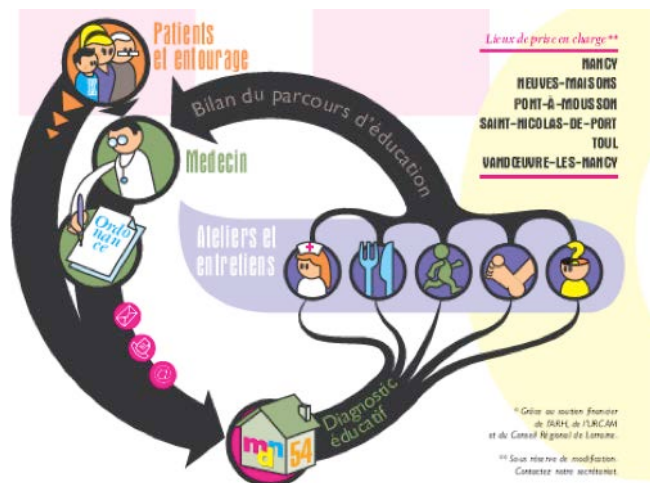 Patients
et entourage
Lieux de prise en charge**
NANCY
NEUVES-MAISONS
PONT-À-MOUSSON
SAINT-NICOLAS-DE-PORT
TOUL
VANDŒUVRE-LES-NANCY
Bilan du parcours d'éducation
Medecin
Ordo
nan
ce
Ateliers et
entretiens
?
@
Diagnostic
éducatif
mdn
54
* Grâce au soutien financier
de l'ARH, de l'URCAM
et du Conseil Régional de Lorraine.
** Sous réserve de modification.
Contactez notre secrétariat.